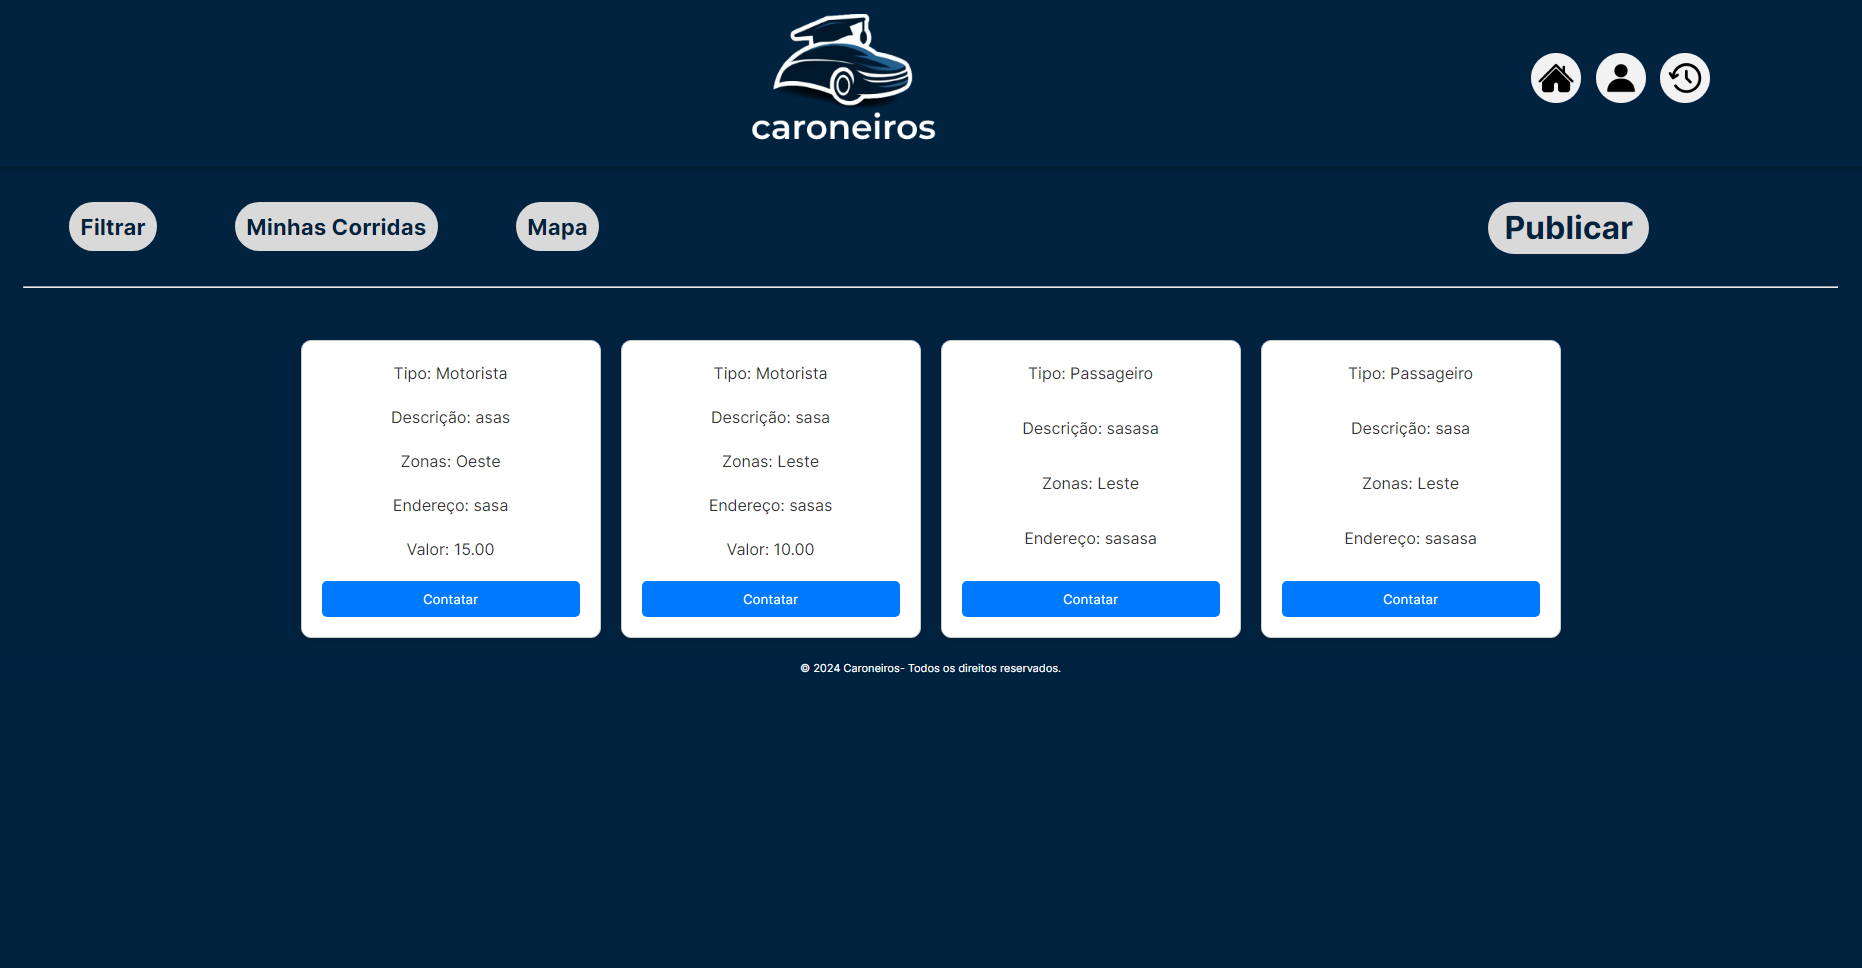 caroneiros
Filtrar
Minhas Corridas
Mapa
Publicar
Tipo: Motorista
Descrição: asas
Zonas: Oeste
Endereço: sasa
Valor: 15.00
Contatar
Tipo: Motorista
Descrição: sasa
Zonas: Leste
Endereço: sasas
Valor: 10.00
Contatar
Tipo: Passageiro
Descrição: sasasa
Zonas: Leste
Endereço: sasasa
Contatar
Tipo: Passageiro
Descrição: sasa
Zonas: Leste
Endereço: sasasa
Contatar
© 2024 Caroneiros- Todos os direitos reservados.